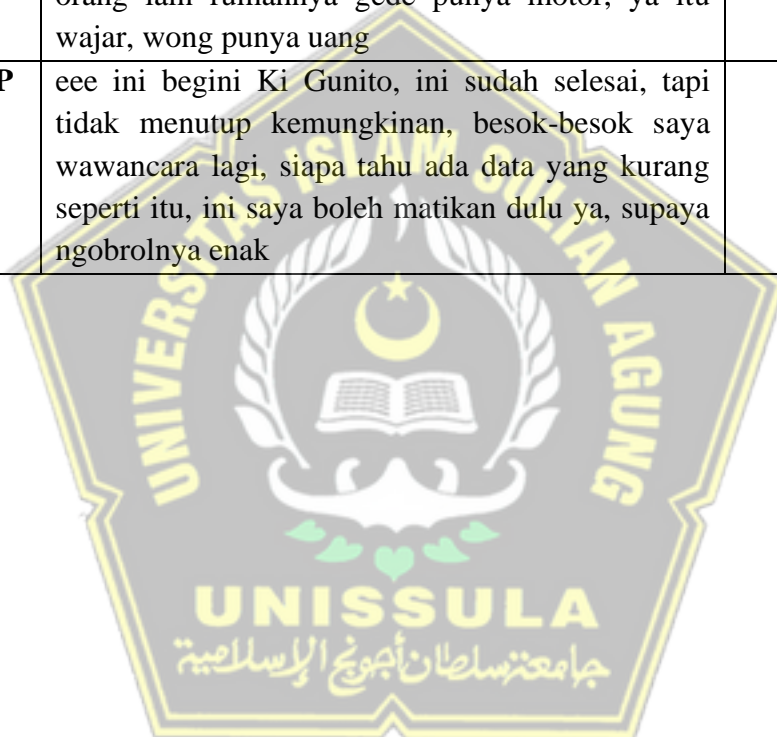 orang lain rumahnya gede punya motor, ya itu
wajar, wong punya uang
P
eee ini begini Ki Gunito, ini sudah selesai, tapi
tidak menutup kemungkinan, besok-besok saya
wawancara lagi, siapa tahu ada data yang kurang
seperti itu, ini saya boleh matikan dulu ya, supaya
ngobrolnya enak
UNIVERSITAS ISLAM SULTAN AGUNG
UNISSULA
جامعة سلطان أجونج الإسلامية